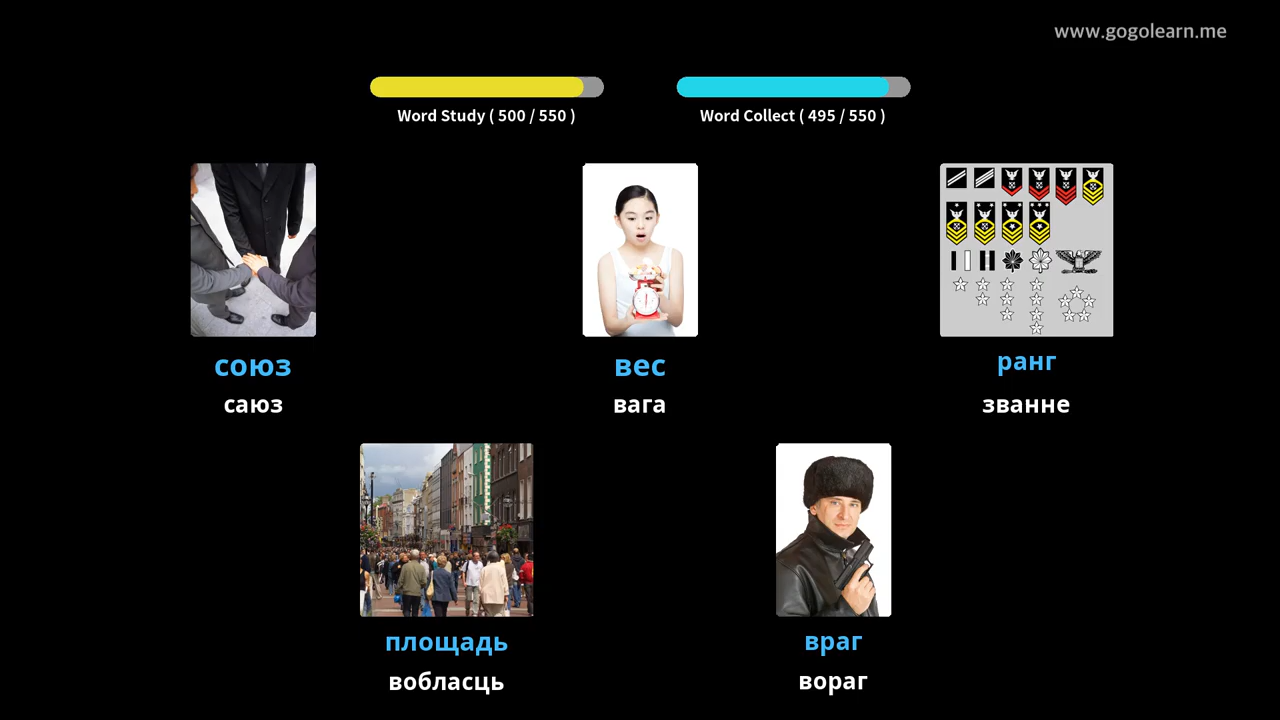 www.gogolearn.me
Word Study ( 500 / 550 )
Word Collect ( 495 / 550 )
союз
саюз
вес
вага
ранг
званне
площадь
вобласць
враг
вораг